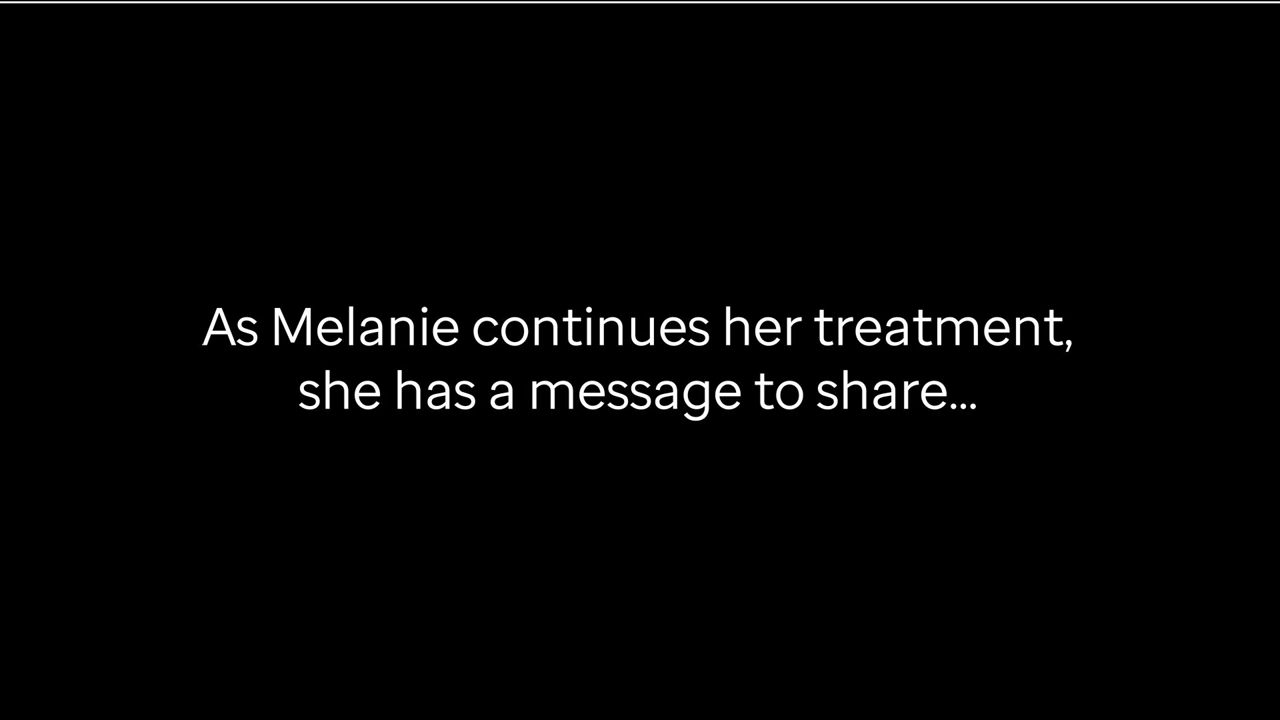 As Melanie continues her treatment,
she has a message to share...